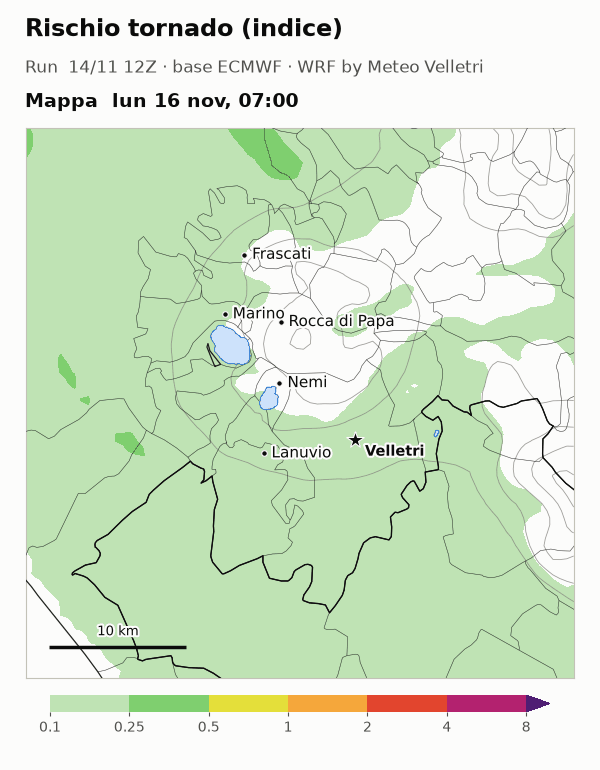 Rischio tornado (indice)
Run  14/11 12Z · base ECMWF · WRF by Meteo Velletri
Mappa  lun 16 nov, 07:00
Frascati
Marino
Rocca di Papa
Nemi
Velletri
Lanuvio
10 km
0.1 0.25 0.5 1 2 4 8